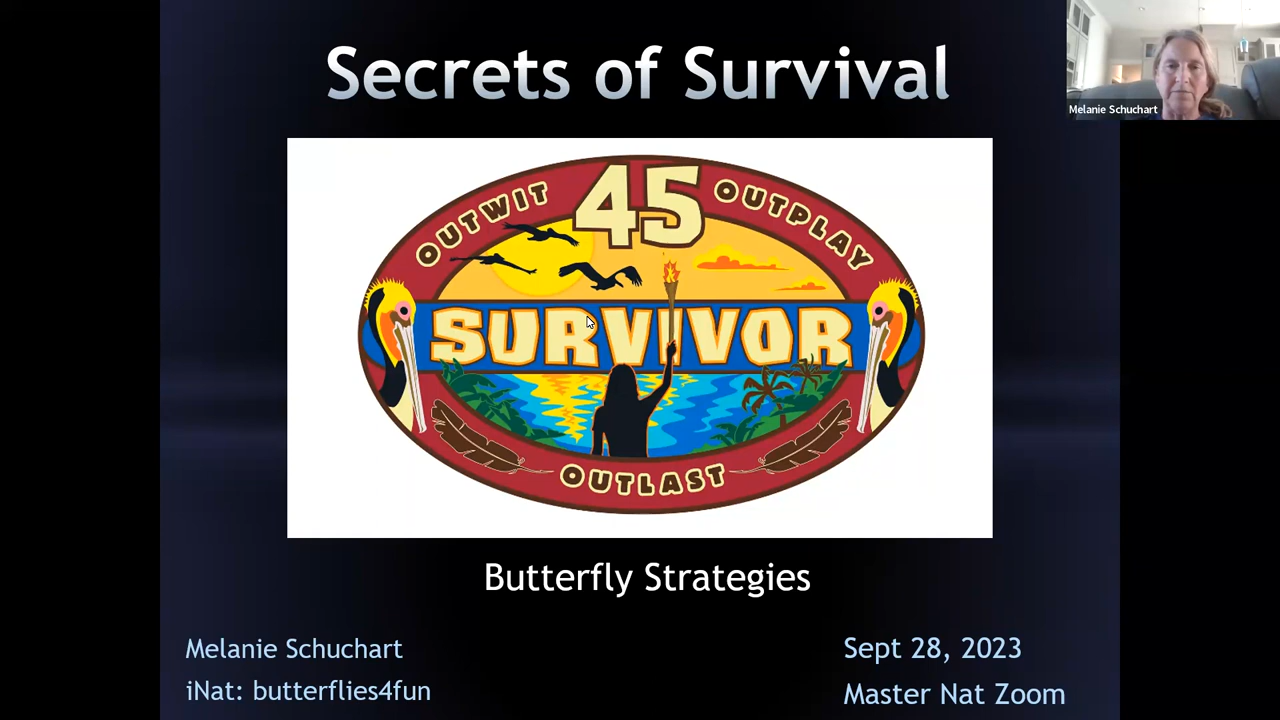 Secrets of Survival
Melanie Schuchart
45
OUTWIT OUTPLAY
SURVIVOR
OUTLAST
Butterfly Strategies
Melanie Schuchart
Sept 28, 2023
iNat: butterflies4fun
Master Nat Zoom